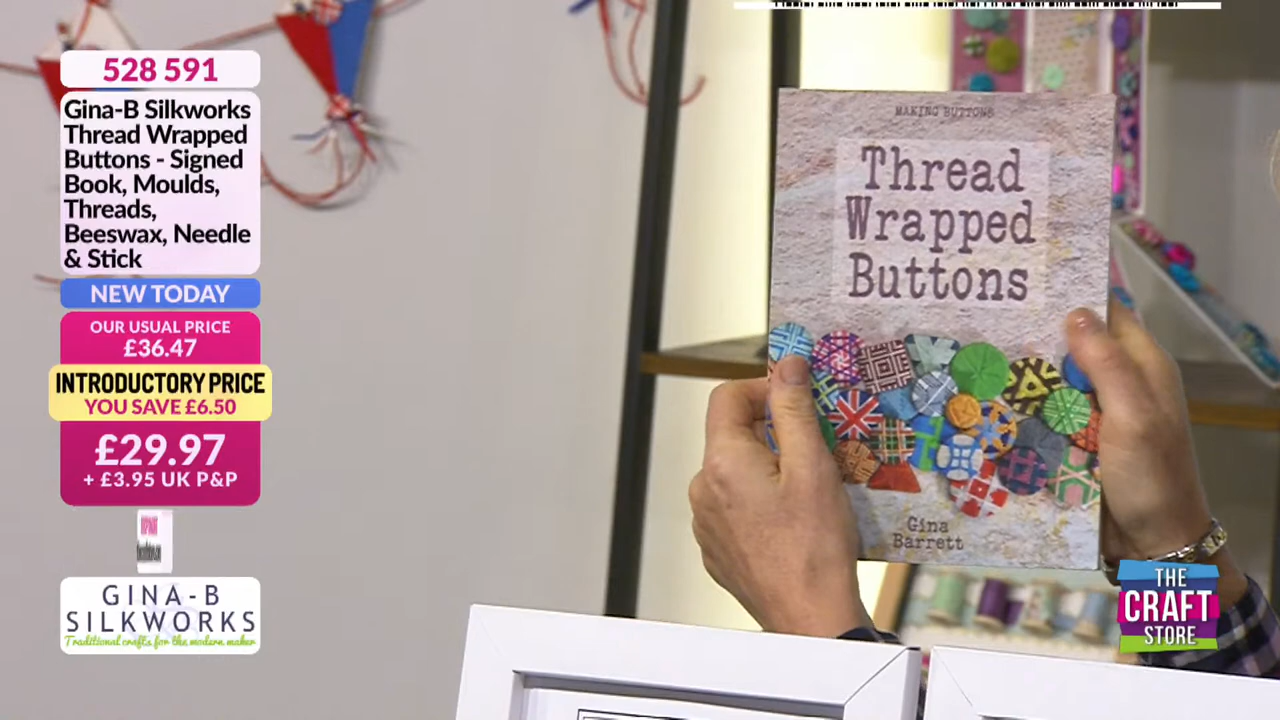 528 591
Gina-B Silkworks
Thread Wrapped
Buttons - Signed
Book, Moulds,
Threads,
Beeswax, Needle
& Stick
NEW TODAY
OUR USUAL PRICE
£36.47
INTRODUCTORY PRICE
YOU SAVE £6.50
£29.97
+ £3.95 UK P&P
GINA-B
SILKWORKS
Traditional crafts for the modern maker
MAKING BUTTONS
Thread
Wrapped
Buttons
Gina
Barrett
THE
CRAFT
STORE